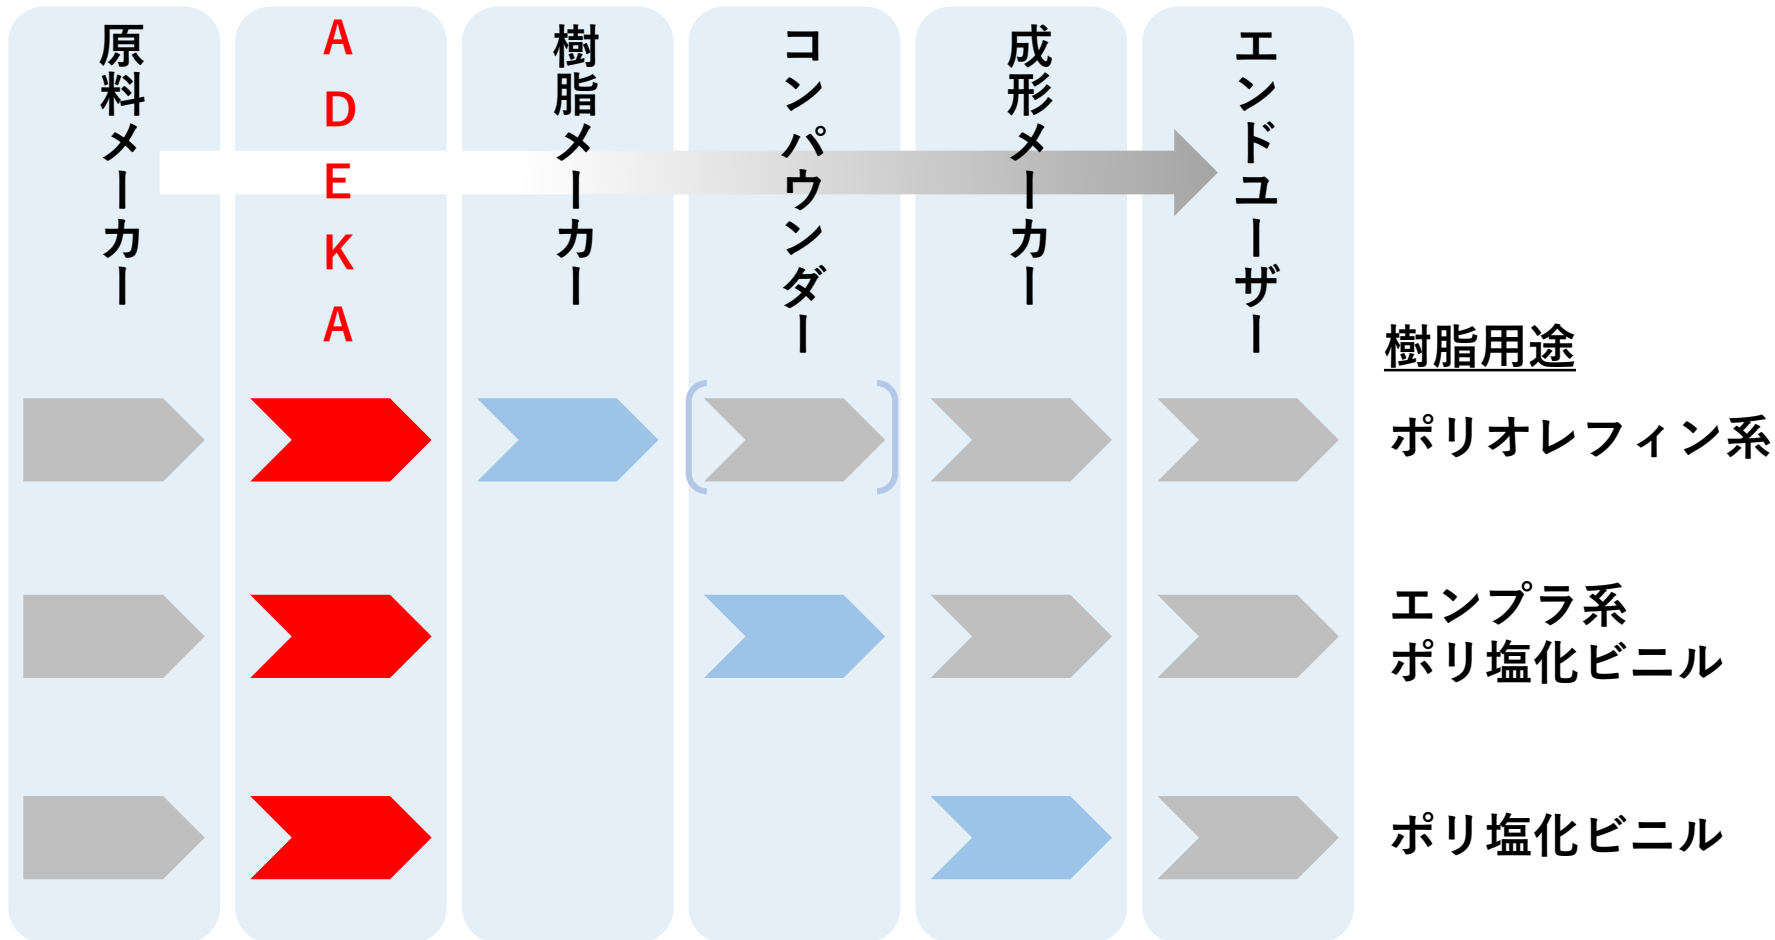 原料メーカー
ADEKA
樹脂メーカー
コンパウンダー
成形メーカー
エンドユーザー
樹脂用途
ポリオレフィン系
エンプラ系
ポリ塩化ビニル
ポリ塩化ビニル